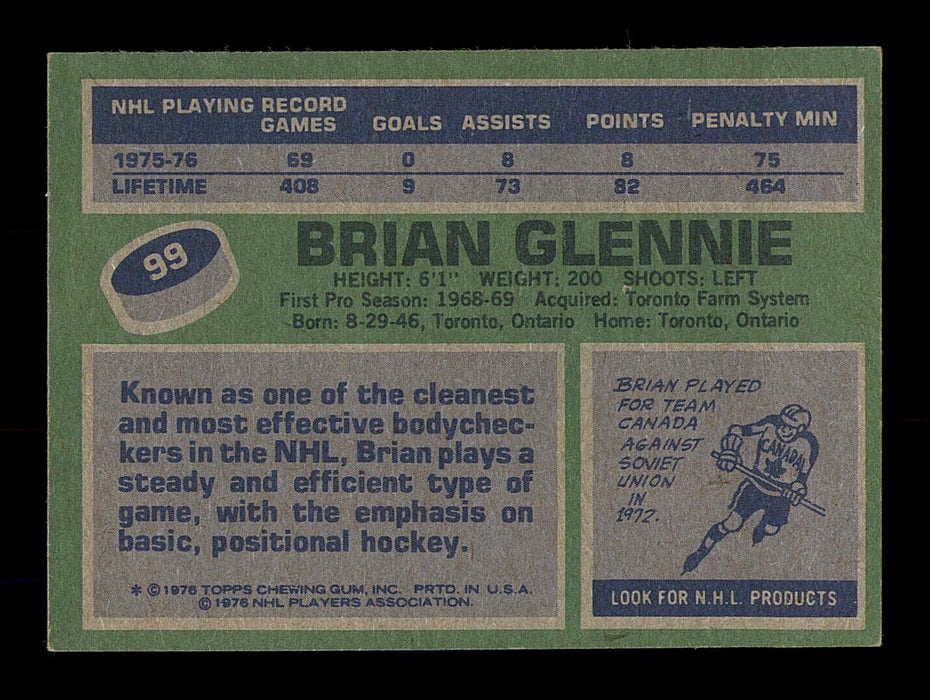 NHL PLAYING RECORD
GAMES GOALS ASSISTS POINTS PENALTY MIN
1975-76 69 0 8 8 75
LIFETIME 408 9 73 82 464
99
BRIAN GLENNIE
HEIGHT: 6'1" WEIGHT: 200 SHOOTS: LEFT
First Pro Season: 1968-69 Acquired: Toronto Farm System
Born: 8-29-46, Toronto, Ontario Home: Toronto, Ontario
Known as one of the cleanest
and most effective bodychec-
kers in the NHL, Brian plays a
steady and efficient type of
game, with the emphasis on
basic, positional hockey.
* © 1976 TOPPS CHEWING GUM, INC. PRTD. IN U.S.A.
© 1976 NHL PLAYERS ASSOCIATION.
BRIAN PLAYED
FOR TEAM
CANADA
AGAINST
SOVIET
UNION
IN
1972.
CANADA
LOOK FOR N.H.L. PRODUCTS